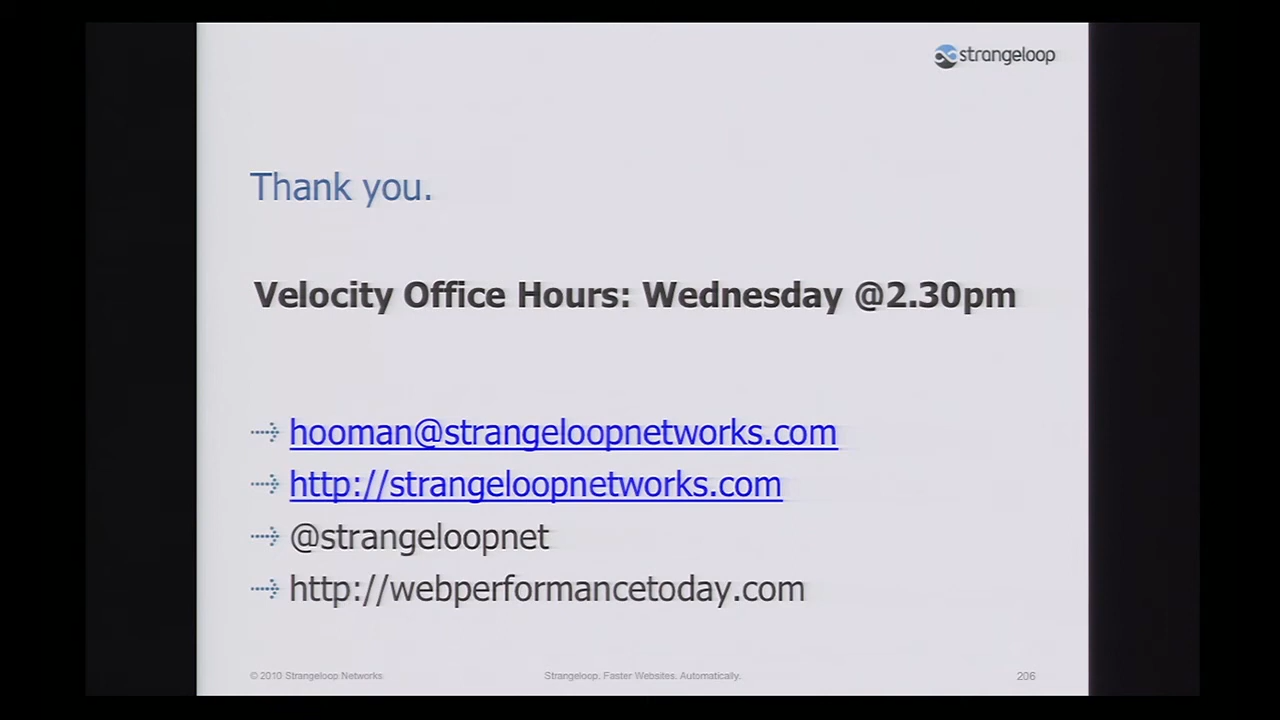 strangeloop
Thank you.
Velocity Office Hours: Wednesday @2.30pm
hooman@strangeloopnetworks.com
http://strangeloopnetworks.com
@strangeloopnet
http://webperformancetoday.com
© 2010 Strangeloop Networks
Strangeloop. Faster Websites. Automatically.
206